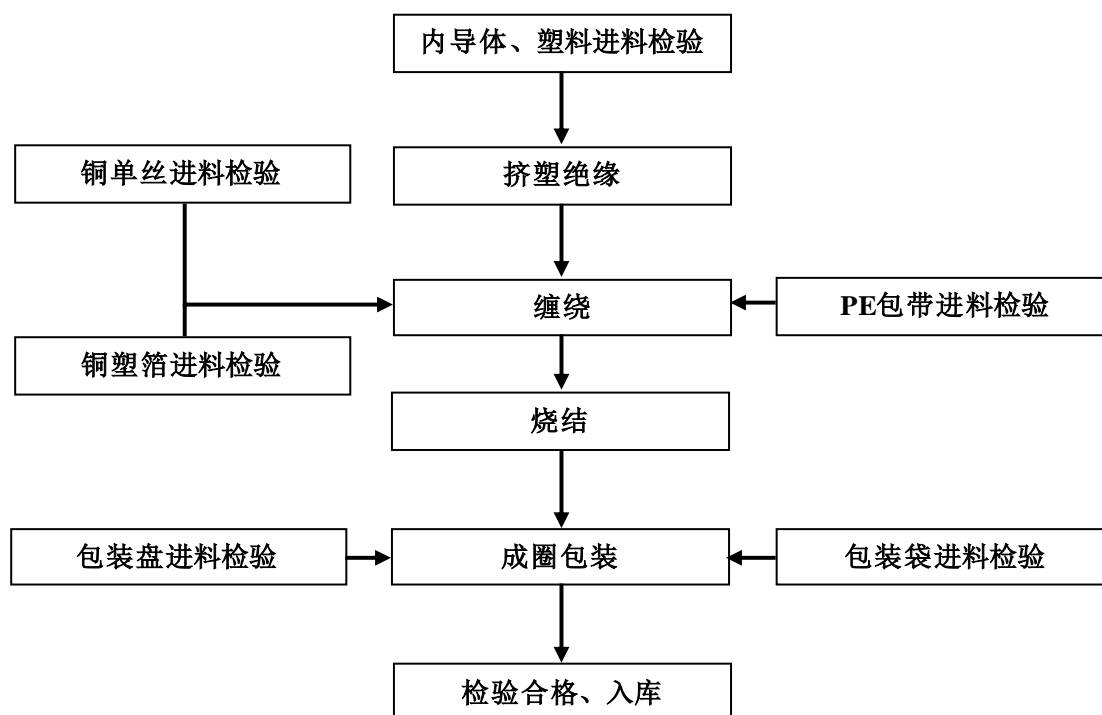 内导体、塑料进料检验
铜单丝进料检验
挤塑绝缘
缠绕
PE包带进料检验
铜塑箔进料检验
烧结
包装盘进料检验
成圈包装
包装袋进料检验
检验合格、入库